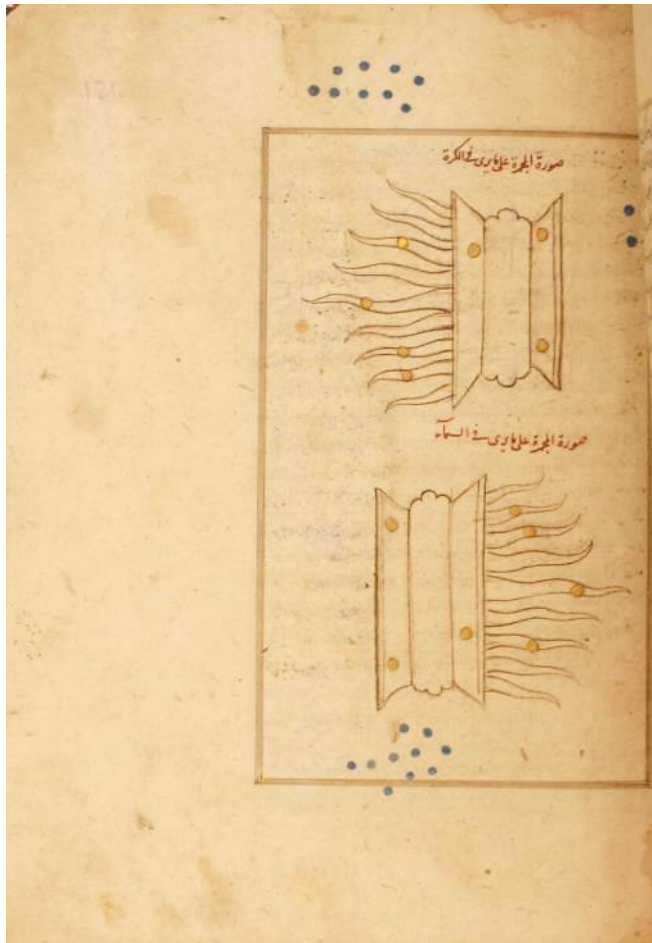 صورة المجمرة على ما يرى في الكرة
صورة المجمرة على ما يرى في السماء